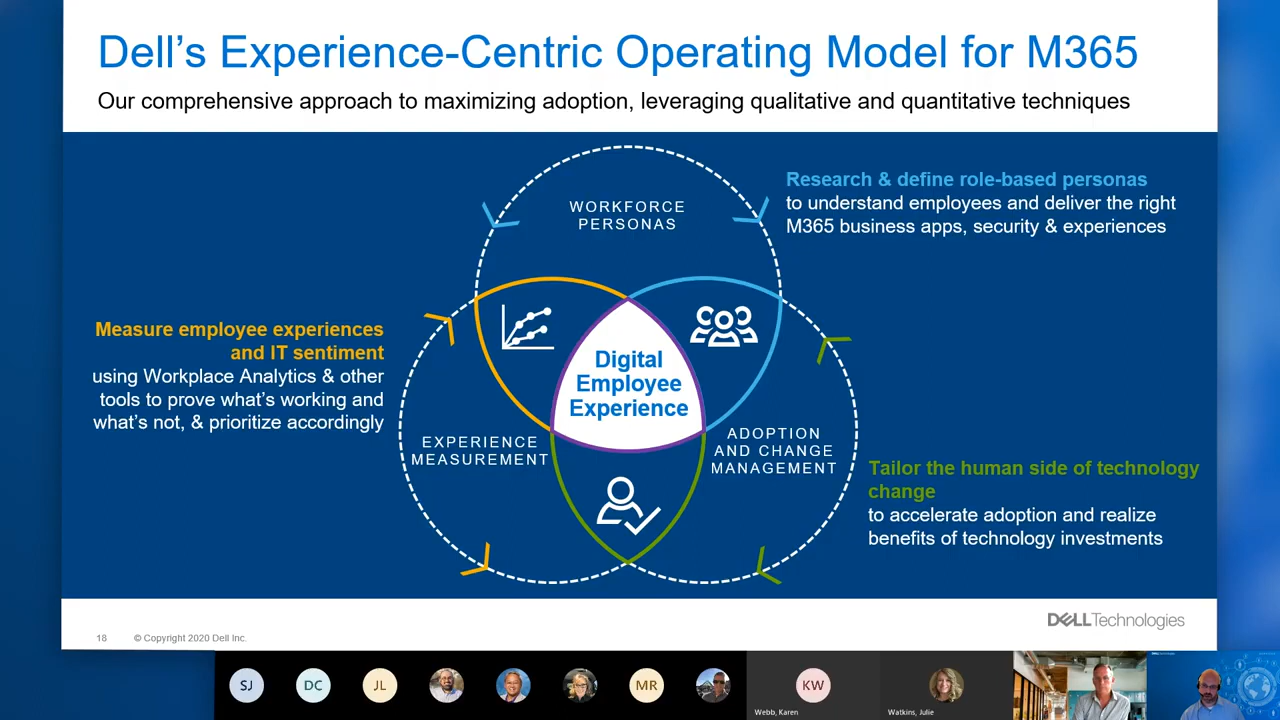 Dell’s Experience-Centric Operating Model for M365
Our comprehensive approach to maximizing adoption, leveraging qualitative and quantitative techniques
WORKFORCE
PERSONAS
Research & define role-based personas
to understand employees and deliver the right
M365 business apps, security & experiences
Measure employee experiences
and IT sentiment
using Workplace Analytics & other
tools to prove what’s working and
what’s not, & prioritize accordingly
Digital
Employee
Experience
EXPERIENCE
MEASUREMENT
ADOPTION
AND CHANGE
MANAGEMENT
Tailor the human side of technology
change
to accelerate adoption and realize
benefits of technology investments
18
© Copyright 2020 Dell Inc.
DELLTechnologies
SJ
DC
JL
MR
KW
Webb, Karen
Watkins, Julie